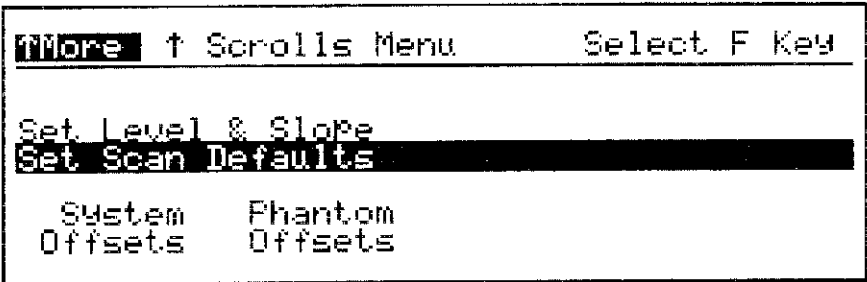 ↑More ↑ Scrolls Menu Select F Key
Set Level & Slope
Set Scan Defaults
System Phantom
Offsets Offsets